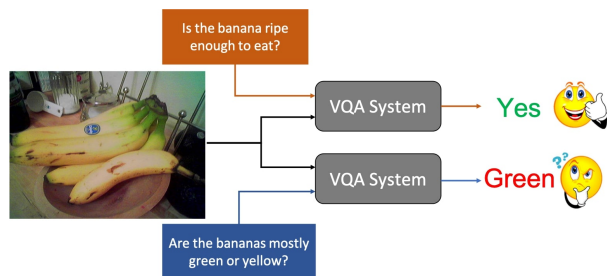 Is the banana ripe
enough to eat?
VQA System
Yes
VQA System
Green
??
Are the bananas mostly
green or yellow?